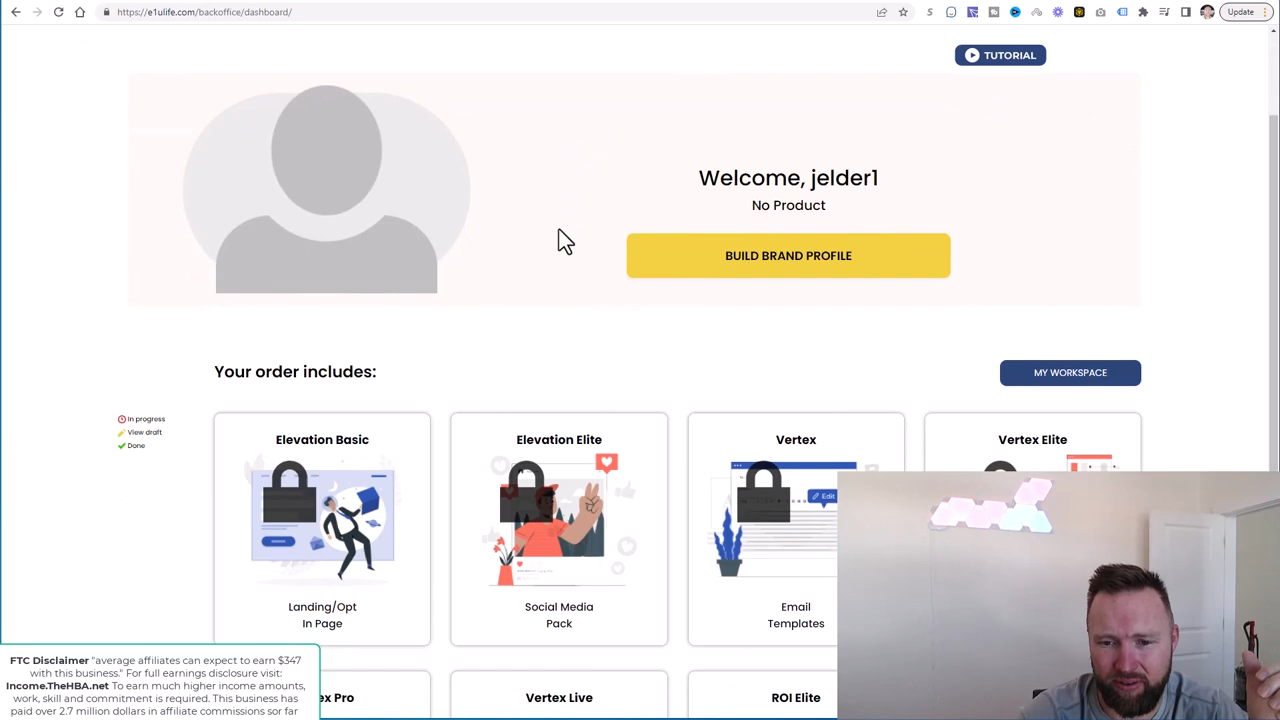 https://e1ulife.com/backoffice/dashboard/
Update
TUTORIAL
Welcome, jelder1
No Product
BUILD BRAND PROFILE
Your order includes:
MY WORKSPACE
In progress
View draft
Done
Elevation Basic
Elevation Elite
Vertex
Vertex Elite
Edit
Landing/Opt
In Page
Social Media
Pack
Email
Templates
FTC Disclaimer "average affiliates can expect to earn $347
with this business." For full earnings disclosure visit:
Income.TheHBA.net To earn much higher income amounts,
work, skill and commitment is required. This business has
paid over 2.7 million dollars in affiliate commissions sor far
ex Pro
Vertex Live
ROI Elite